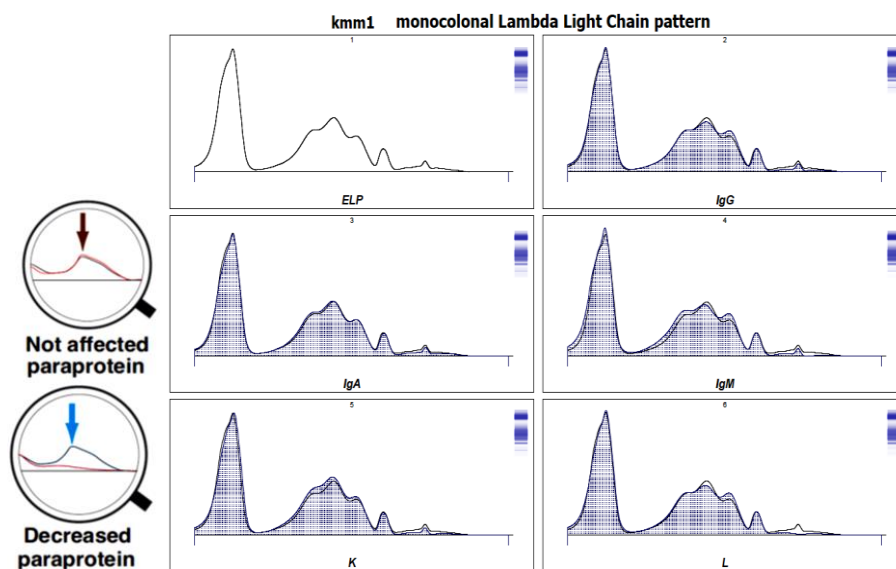 kmm1 monocolonal Lambda Light Chain pattern
1
ELP
2
IgG
Not affected
paraprotein
3
IgA
4
IgM
Decreased
paraprotein
5
K
6
L